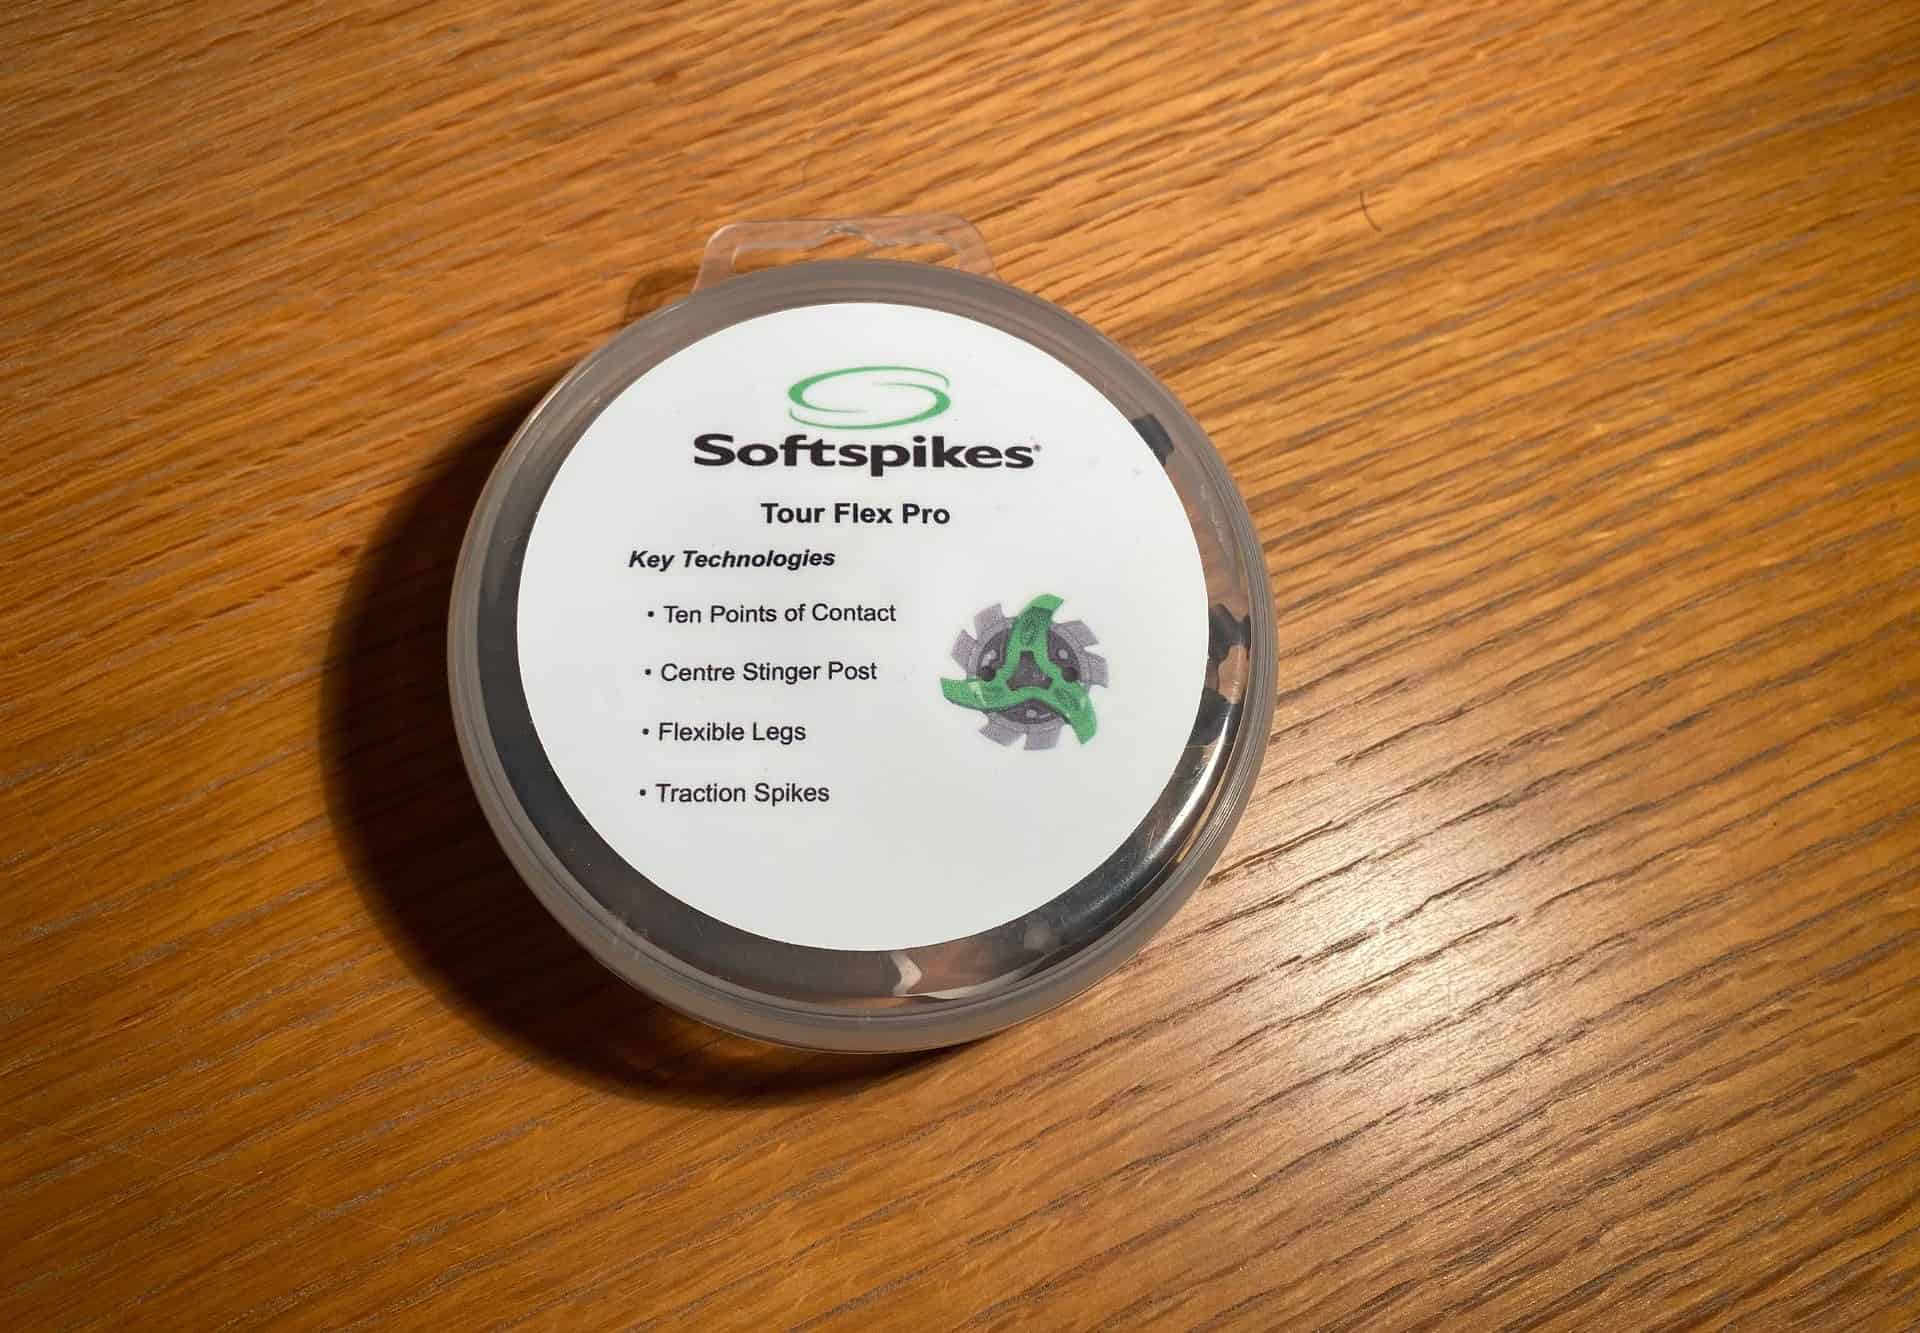 Softspikes®
Tour Flex Pro
Key Technologies
• Ten Points of Contact
• Centre Stinger Post
• Flexible Legs
• Traction Spikes